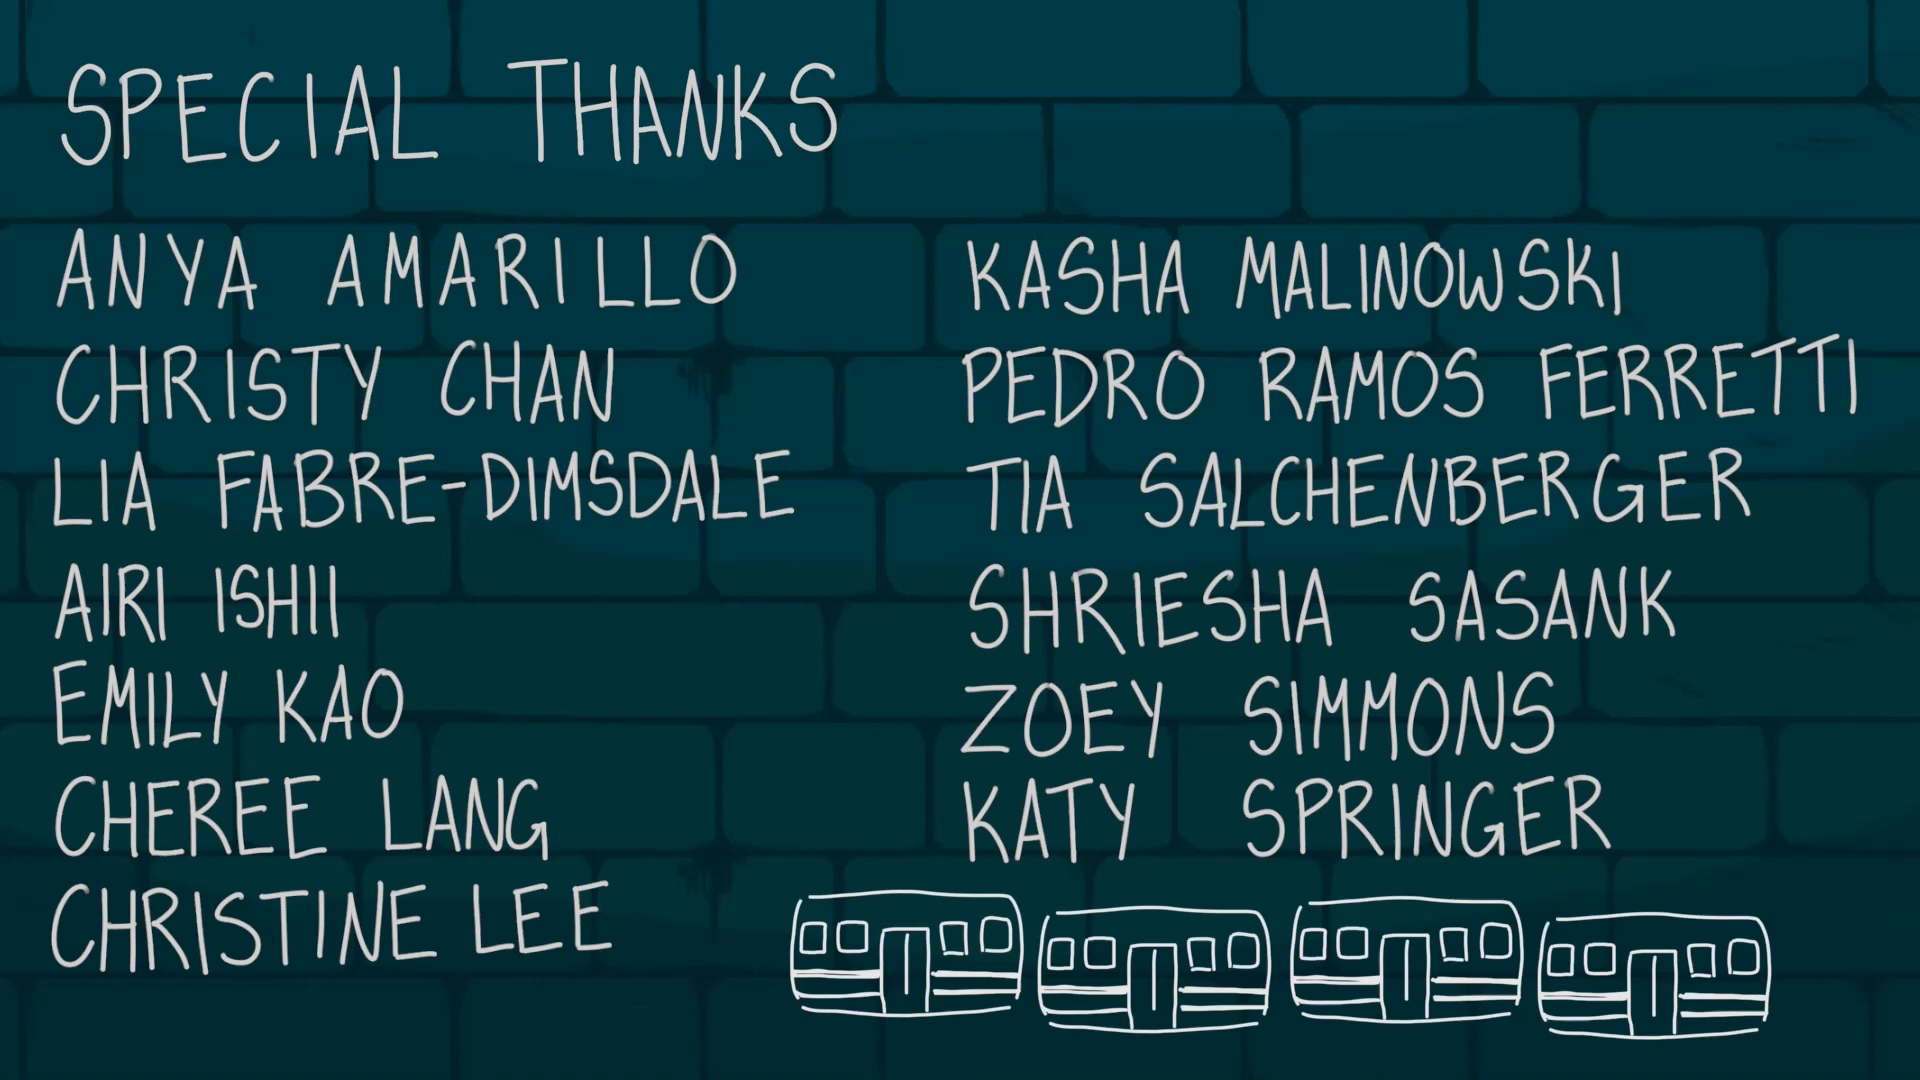 SPECIAL THANKS
ANYA AMARILLO
CHRISTY CHAN
LIA FABRE-DIMSDALE
AIRI ISHII
EMILY KAO
CHEREE LANG
CHRISTINE LEE
KASHA MALINOWSKI
PEDRO RAMOS FERRETTI
TIA SALCHENBERGER
SHRIESHA SASANK
ZOEY SIMMONS
KATY SPRINGER